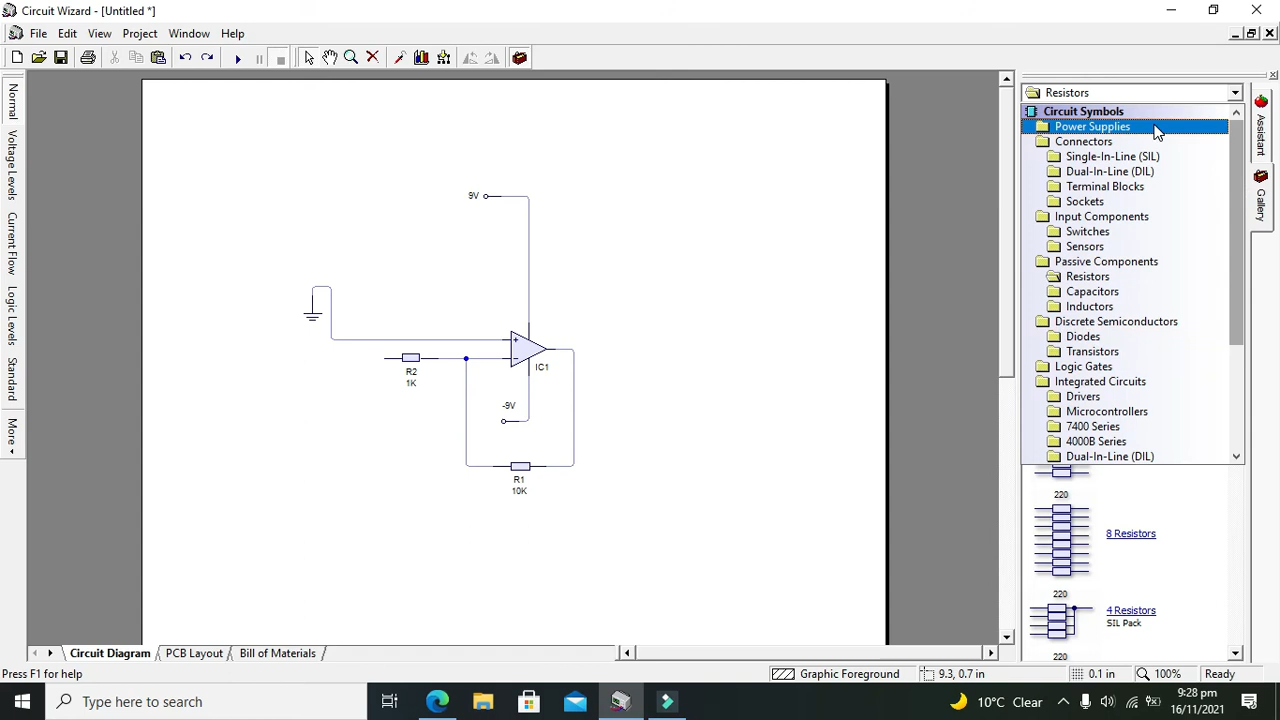 Circuit Wizard - [Untitled *]
File Edit View Project Window Help
Normal
Voltage Levels
Current Flow
Logic Levels
Standard
More
9V
R2
1K
+
−
IC1
-9V
R1
10K
Resistors
Circuit Symbols
Power Supplies
Connectors
Single-In-Line (SIL)
Dual-In-Line (DIL)
Terminal Blocks
Sockets
Input Components
Switches
Sensors
Passive Components
Resistors
Capacitors
Inductors
Discrete Semiconductors
Diodes
Transistors
Logic Gates
Integrated Circuits
Drivers
Microcontrollers
7400 Series
4000B Series
Dual-In-Line (DIL)
220
8 Resistors
220
4 Resistors
SIL Pack
220
Assistant
Gallery
Circuit Diagram PCB Layout Bill of Materials
Press F1 for help
Graphic Foreground 9.3, 0.7 in 0.1 in 100% Ready
Type here to search
10°C Clear
9:28 pm
16/11/2021